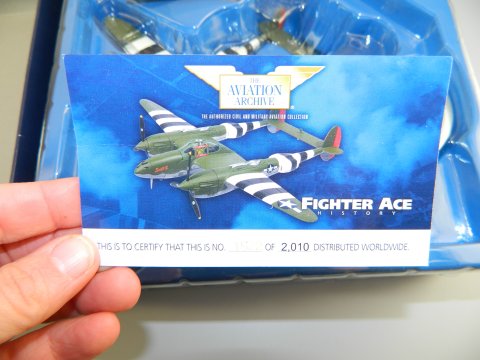 THE
AVIATION
ARCHIVE
THE AUTHORIZED CIVIL AND MILITARY AVIATION COLLECTION
FIGHTER ACE
HISTORY
THIS IS TO CERTIFY THAT THIS IS NO. OF 2,010 DISTRIBUTED WORLDWIDE.